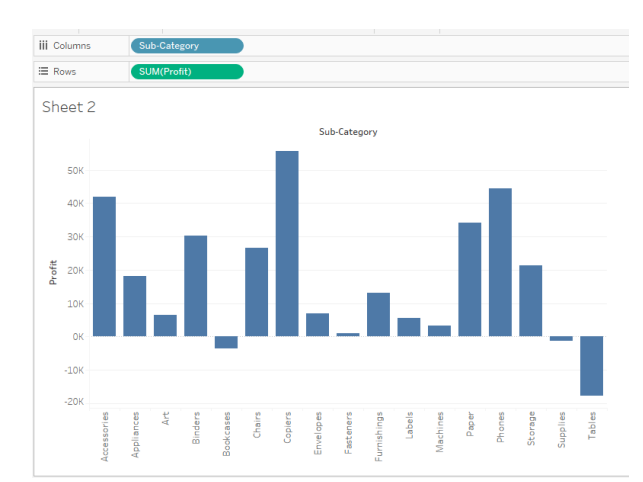 Columns Sub-Category
Rows SUM(Profit)
Sheet 2
Sub-Category
Profit
50K
40K
30K
20K
10K
0K
-10K
-20K
Accessories
Appliances
Art
Binders
Bookcases
Chairs
Copiers
Envelopes
Fasteners
Furnishings
Labels
Machines
Paper
Phones
Storage
Supplies
Tables